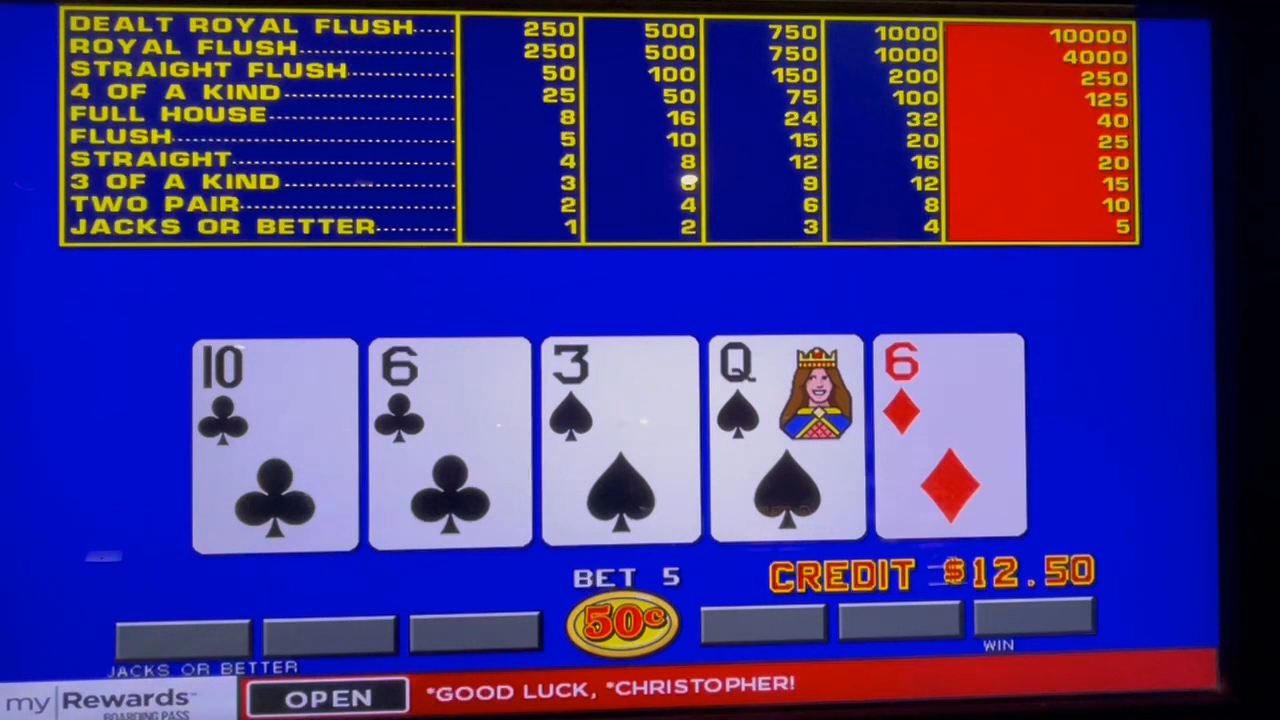 DEALT ROYAL FLUSH..... 250 500 750 1000 10000
ROYAL FLUSH..... 250 500 750 1000 4000
STRAIGHT FLUSH..... 50 100 150 200 250
4 OF A KIND..... 25 50 75 100 125
FULL HOUSE..... 8 16 24 32 40
FLUSH..... 5 10 15 20 25
STRAIGHT..... 4 8 12 16 20
3 OF A KIND..... 3 9 12 15
TWO PAIR..... 2 4 6 8 10
JACKS OR BETTER..... 1 2 3 4 5
10 6 3 Q 6
BET 5 CREDIT $12.50
50¢
JACKS OR BETTER WIN
my Rewards OPEN *GOOD LUCK, *CHRISTOPHER!
BOARDING PASS